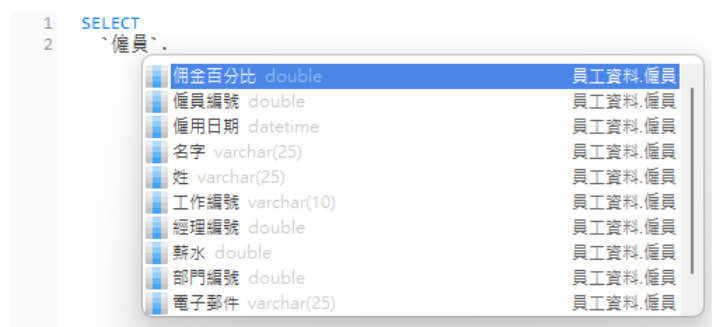 1 SELECT
2 `僱員`.
佣金百分比 double 員工資料.僱員
僱員編號 double 員工資料.僱員
僱用日期 datetime 員工資料.僱員
名字 varchar(25) 員工資料.僱員
姓 varchar(25) 員工資料.僱員
工作編號 varchar(10) 員工資料.僱員
經理編號 double 員工資料.僱員
薪水 double 員工資料.僱員
部門編號 double 員工資料.僱員
電子郵件 varchar(25) 員工資料.僱員